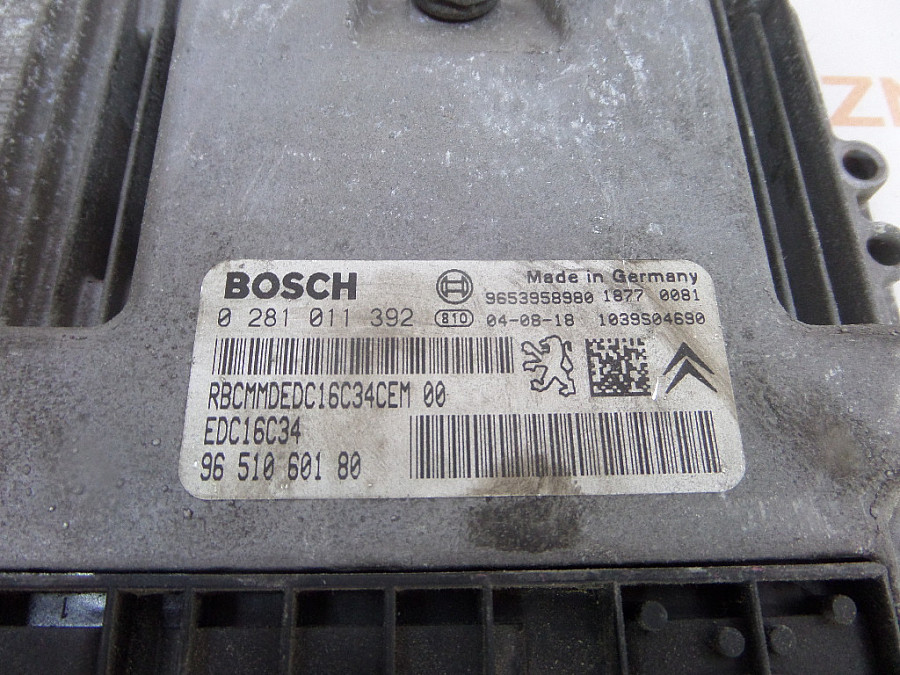 BOSCH
Made in Germany
9653958980 1877 0081
0 281 011 392 810 04-08-18 1039S04690
RBCMMDEDC16C34CEM 00
EDC16C34
96 510 601 80